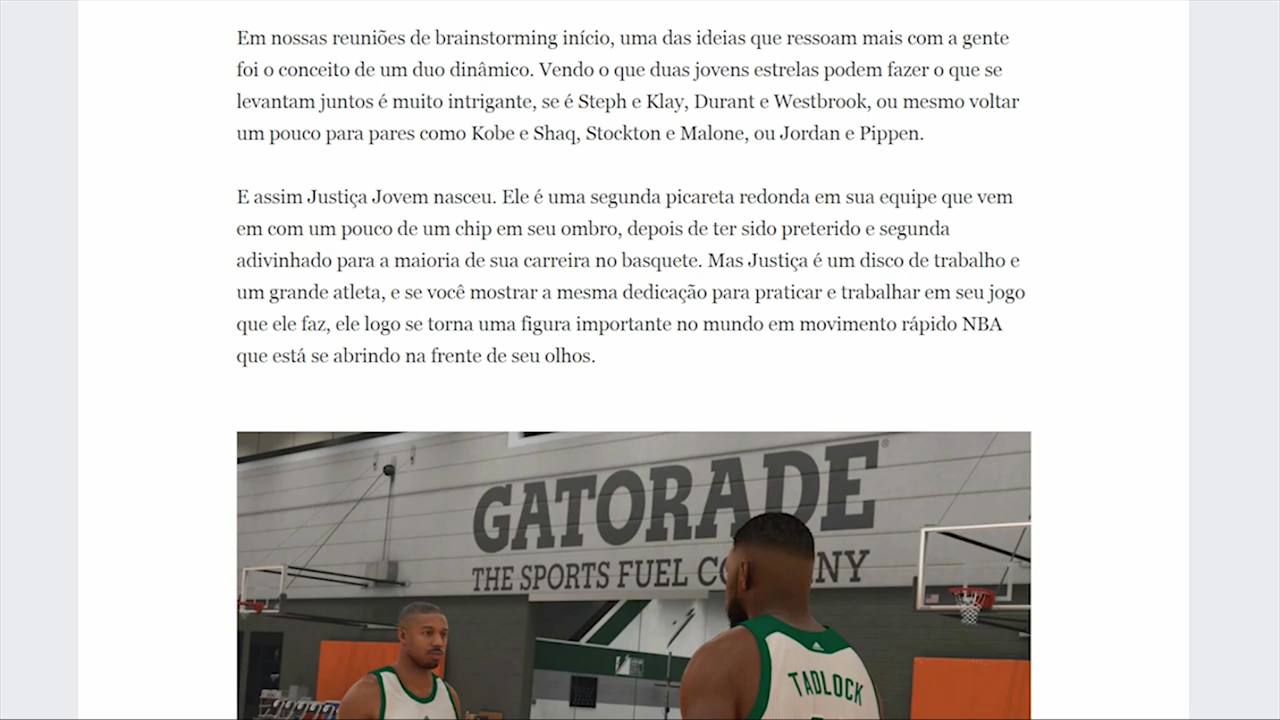 Em nossas reuniões de brainstorming início, uma das ideias que ressoam mais com a gente
foi o conceito de um duo dinâmico. Vendo o que duas jovens estrelas podem fazer o que se
levantam juntos é muito intrigante, se é Steph e Klay, Durant e Westbrook, ou mesmo voltar
um pouco para pares como Kobe e Shaq, Stockton e Malone, ou Jordan e Pippen.
E assim Justiça Jovem nasceu. Ele é uma segunda picareta redonda em sua equipe que vem
em com um pouco de um chip em seu ombro, depois de ter sido preterido e segunda
adivinhado para a maioria de sua carreira no basquete. Mas Justiça é um disco de trabalho e
um grande atleta, e se você mostrar a mesma dedicação para praticar e trabalhar em seu jogo
que ele faz, ele logo se torna uma figura importante no mundo em movimento rápido NBA
que está se abrindo na frente de seu olhos.
GATORADE®
THE SPORTS FUEL C NY
TADLOCK